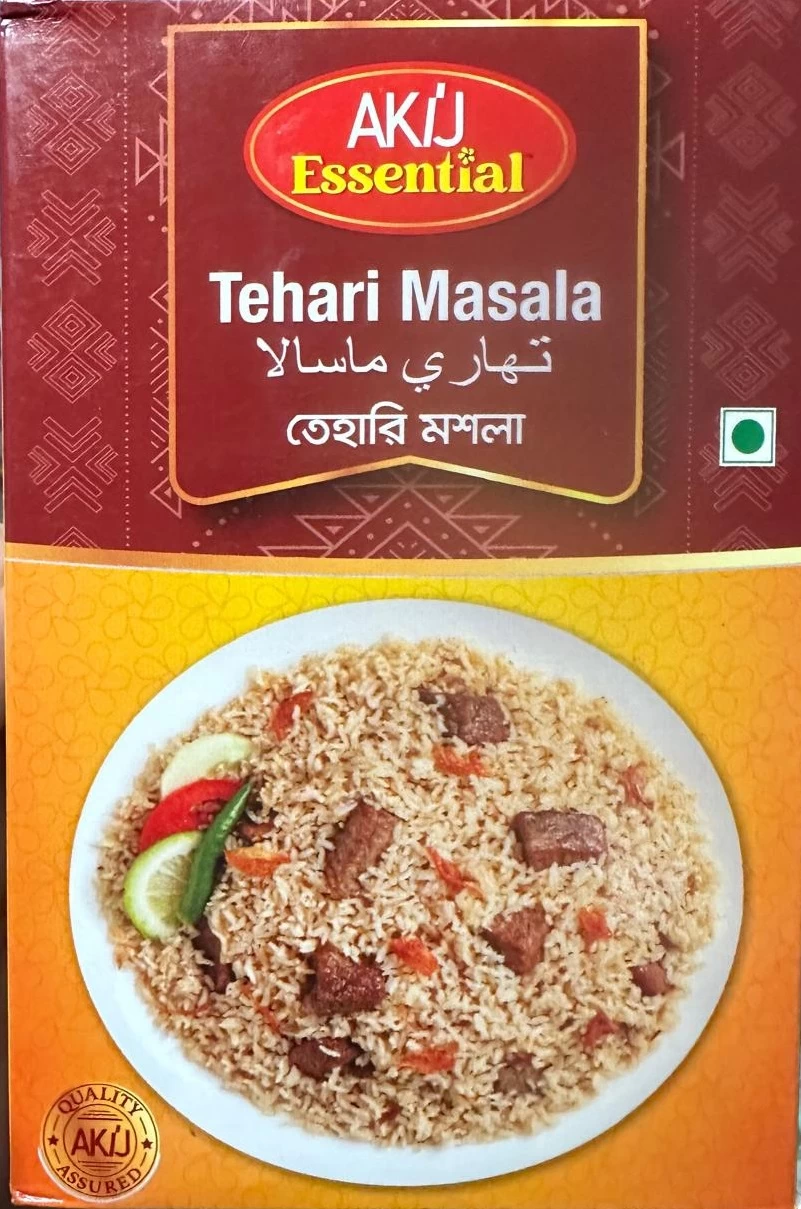 AKIJ
Essential
Tehari Masala
تهاري ماسالا
তেহারি মশলা
QUALITY
AKIJ
ASSURED